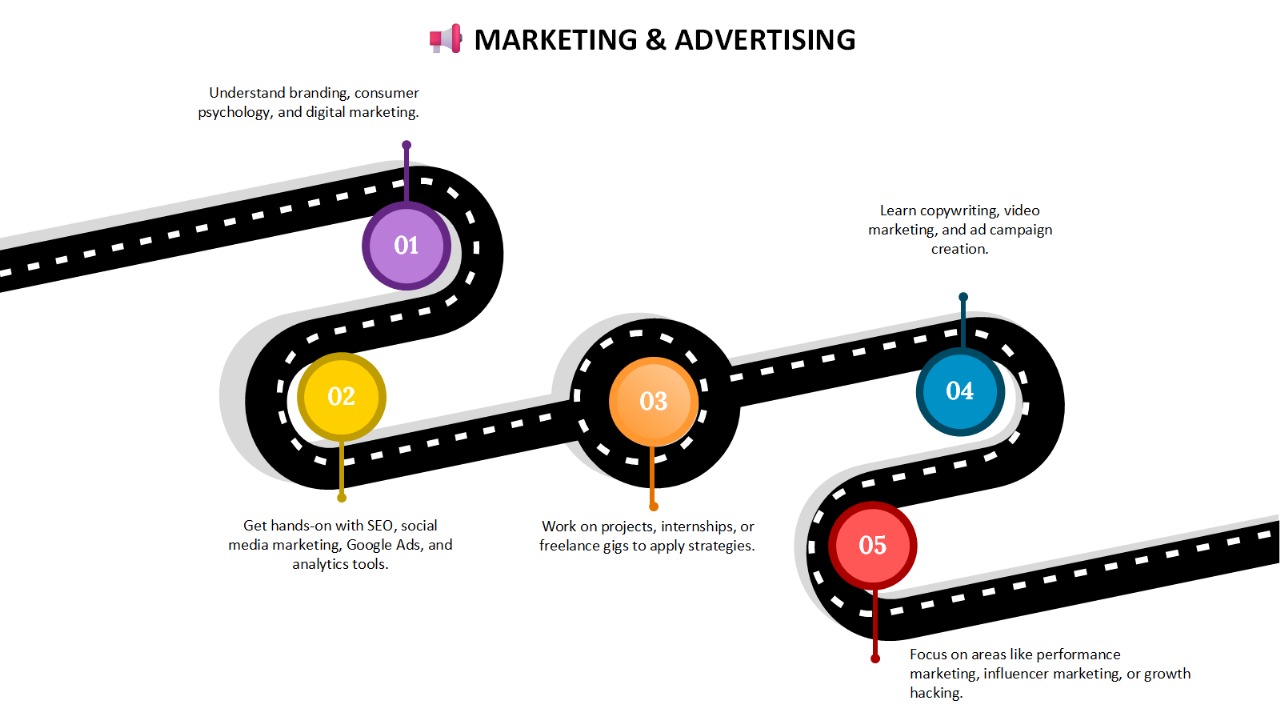 MARKETING & ADVERTISING
Understand branding, consumer
psychology, and digital marketing.
01
Learn copywriting, video
marketing, and ad campaign
creation.
02
03
04
Get hands-on with SEO, social
media marketing, Google Ads, and
analytics tools.
Work on projects, internships, or
freelance gigs to apply strategies.
05
Focus on areas like performance
marketing, influencer marketing, or growth
hacking.